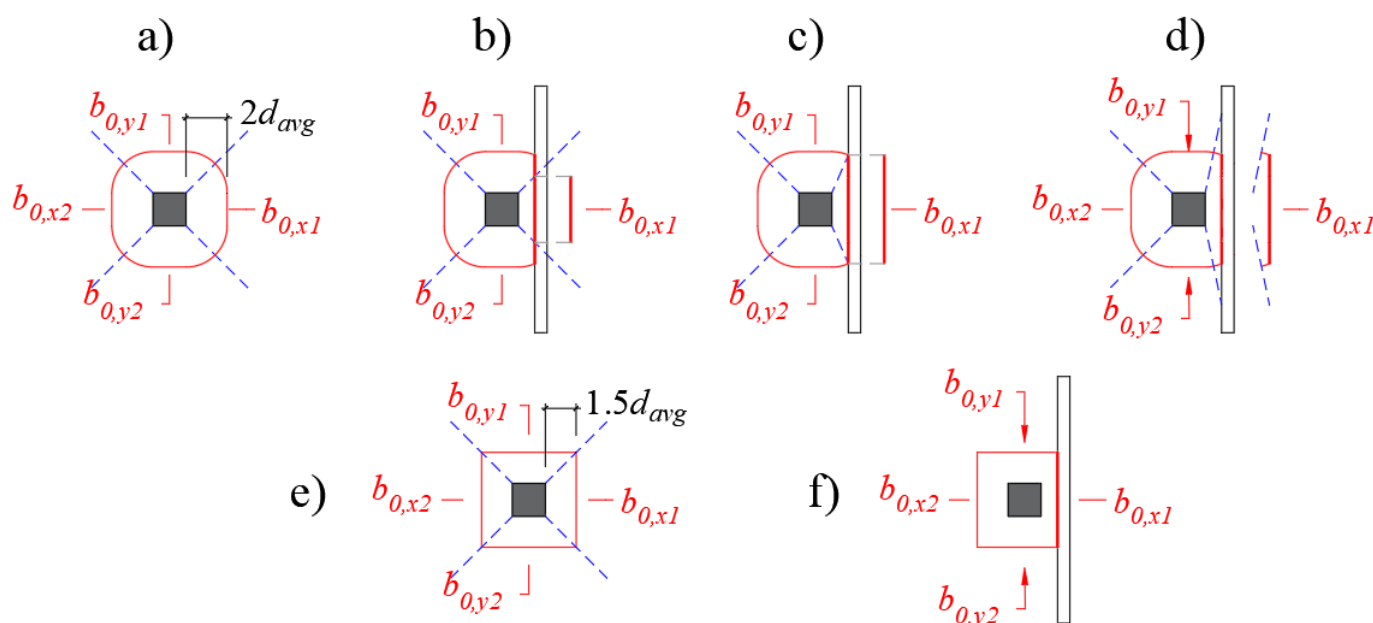 a)
b)
c)
d)
b0,y1
2davg
b0,x2
b0,x1
b0,y2
b0,y1
b0,x1
b0,y2
b0,y1
b0,x1
b0,y2
b0,y1
b0,x2
b0,x1
b0,y2
e)
b0,y1
1.5davg
b0,x2
b0,x1
b0,y2
f)
b0,y1
b0,x2
b0,x1
b0,y2